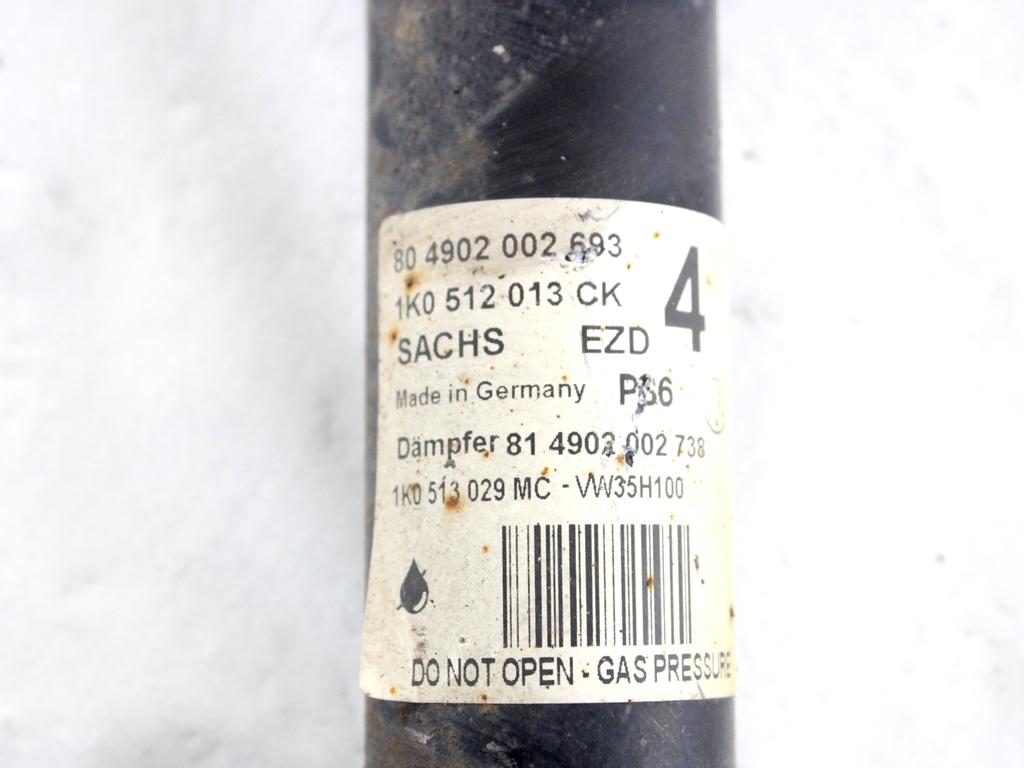 80 4902 002 693
1K0 512 013 CK
4
SACHS EZD
Made in Germany
Dämpfer 81 4902 002 738
1K0 513 029 MC - VW35H100
DO NOT OPEN - GAS PRESSURE